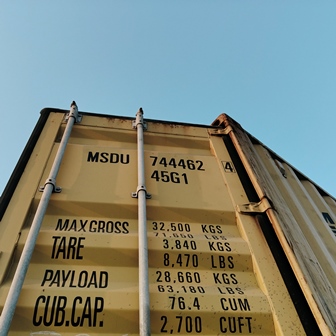 MSDU 744462 4
45G1
MAX GROSS 32,500 KGS
71,650 LBS
TARE 3,840 KGS
8,470 LBS
PAYLOAD 28,660 KGS
63,180 LBS
CUB.CAP. 76.4 CUM
2,700 CUFT